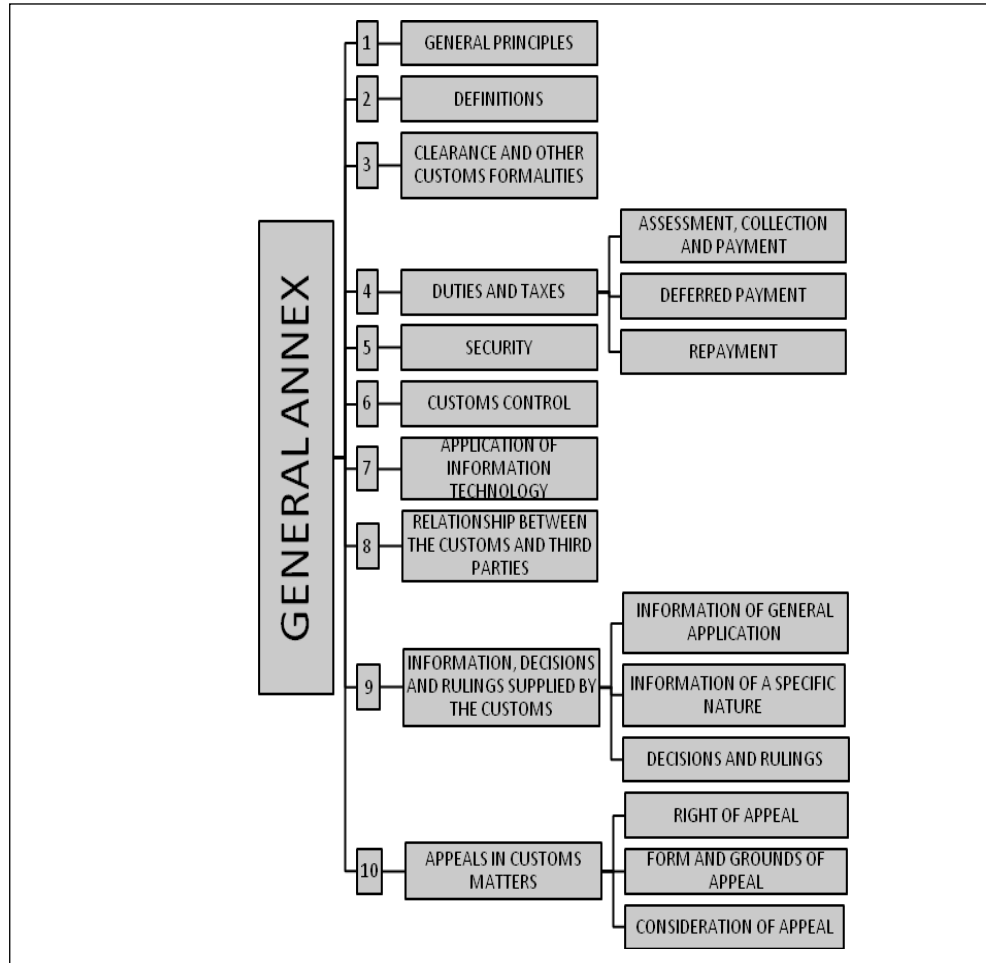 GENERAL ANNEX
1
GENERAL PRINCIPLES
2
DEFINITIONS
3
CLEARANCE AND OTHER
CUSTOMS FORMALITIES
4
DUTIES AND TAXES
ASSESSMENT, COLLECTION
AND PAYMENT
DEFERRED PAYMENT
REPAYMENT
5
SECURITY
6
CUSTOMS CONTROL
7
APPLICATION OF
INFORMATION
TECHNOLOGY
8
RELATIONSHIP BETWEEN
THE CUSTOMS AND THIRD
PARTIES
9
INFORMATION, DECISIONS
AND RULINGS SUPPLIED BY
THE CUSTOMS
INFORMATION OF GENERAL
APPLICATION
INFORMATION OF A SPECIFIC
NATURE
DECISIONS AND RULINGS
10
APPEALS IN CUSTOMS
MATTERS
RIGHT OF APPEAL
FORM AND GROUNDS OF
APPEAL
CONSIDERATION OF APPEAL